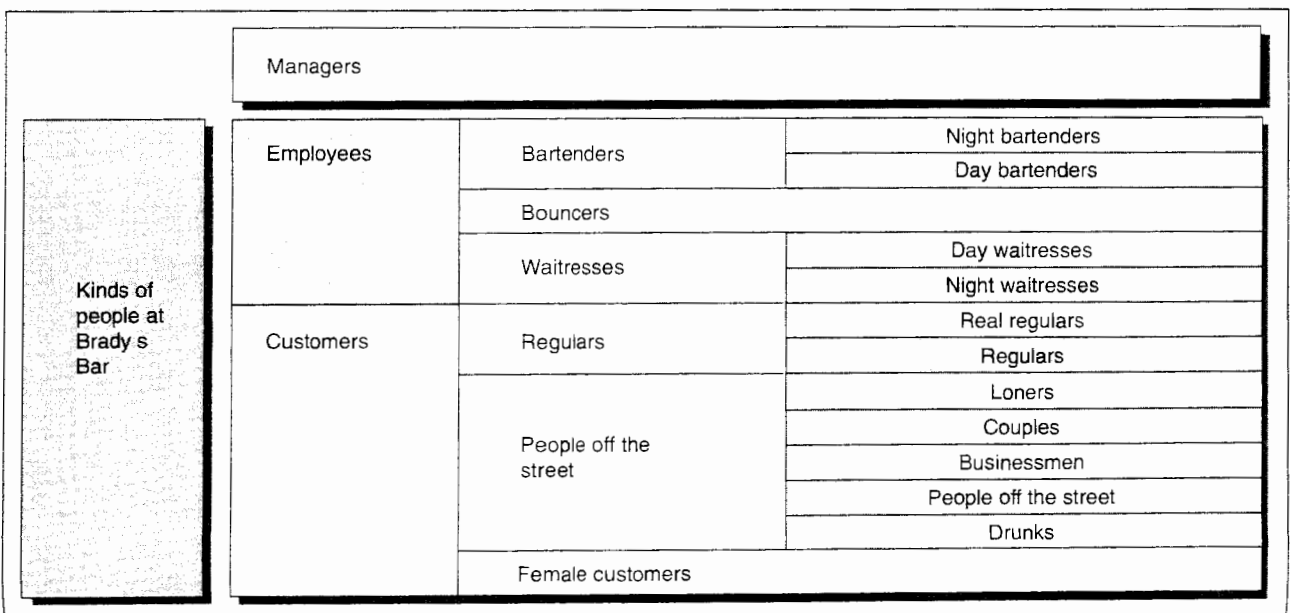 Managers
Employees
Bartenders
Night bartenders
Day bartenders
Bouncers
Waitresses
Day waitresses
Night waitresses
Kinds of
people at
Brady s
Bar
Customers
Regulars
Real regulars
Regulars
People off the
street
Loners
Couples
Businessmen
People off the street
Drunks
Female customers